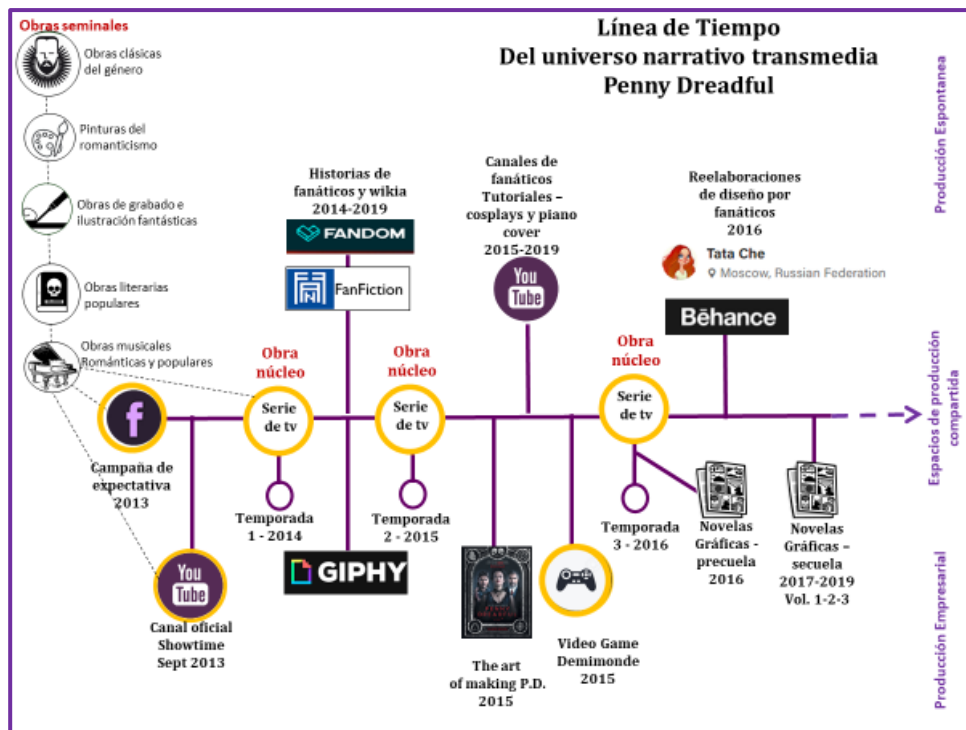 Obras seminales
Obras clásicas
del género
Pinturas del
romanticismo
Obras de grabado e
ilustración fantásticas
Obras literarias
populares
Obras musicales
Románticas y populares
Línea de Tiempo
Del universo narrativo transmedia
Penny Dreadful
Historias de
fanáticos y wikia
2014-2019
FANDOM
FanFiction
Canales de
fanáticos
Tutoriales –
cosplays y piano
cover
2015-2019
You
Tube
Reelaboraciones
de diseño por
fanáticos
2016
Tata Che
Moscow, Russian Federation
Bēhance
Obra
núcleo
Serie
de tv
Obra
núcleo
Serie
de tv
Obra
núcleo
Serie
de tv
f
Campaña de
expectativa
2013
Temporada
1 - 2014
Temporada
2 - 2015
Temporada
3 - 2016
Novelas
Gráficas -
precuela
2016
Novelas
Gráficas –
secuela
2017-2019
Vol. 1-2-3
You
Tube
Canal oficial
Showtime
Sept 2013
GIPHY
The art
of making P.D.
2015
Video Game
Demimonde
2015
Producción Espontanea
Espacios de producción
compartida
Producción Empresarial